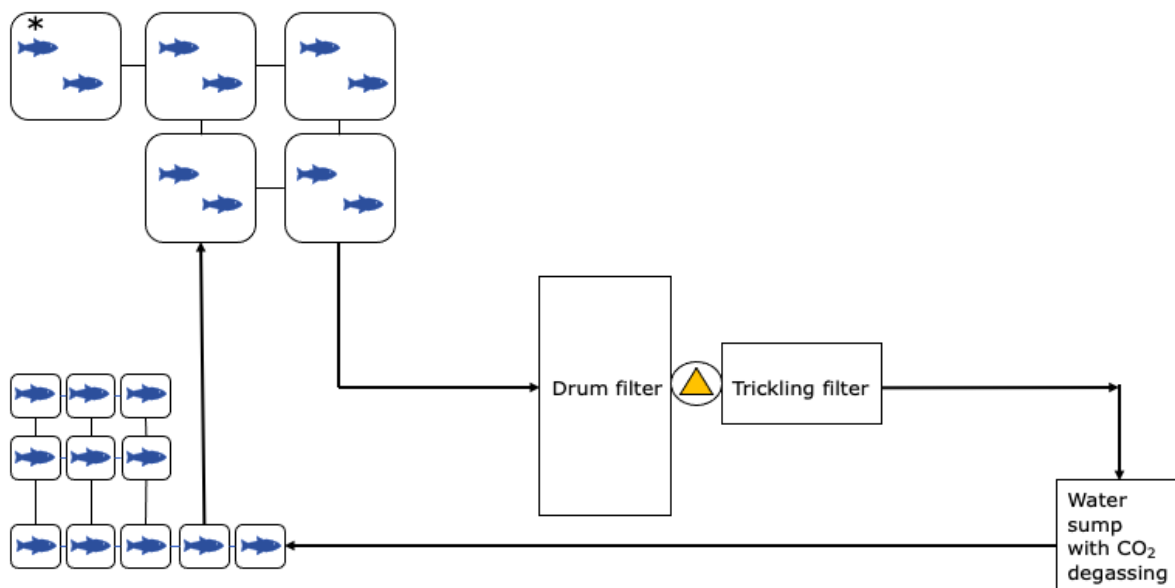 *
Drum filter
Trickling filter
Water
sump
with CO₂
degassing